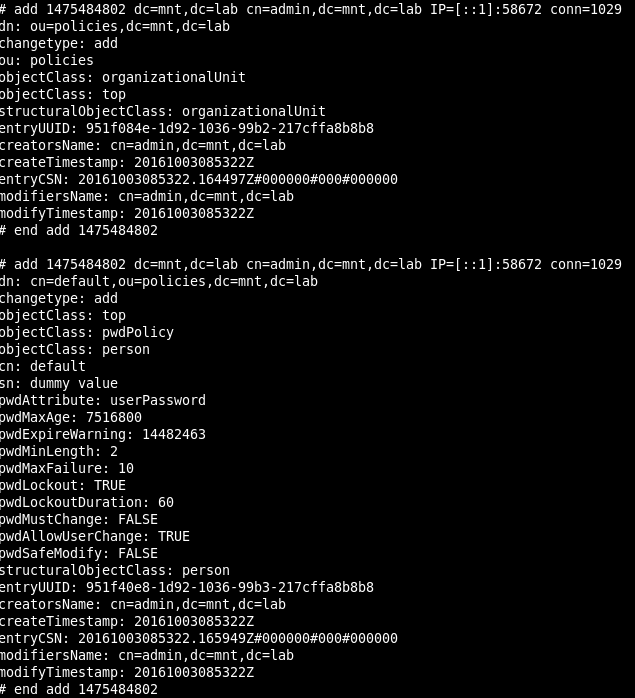 # add 1475484802 dc=mnt,dc=lab cn=admin,dc=mnt,dc=lab IP=[::1]:58672 conn=1029
dn: ou=policies,dc=mnt,dc=lab
changetype: add
ou: policies
objectClass: organizationalUnit
objectClass: top
structuralObjectClass: organizationalUnit
entryUUID: 951f084e-1d92-1036-99b2-217cffa8b8b8
creatorsName: cn=admin,dc=mnt,dc=lab
createTimestamp: 20161003085322Z
entryCSN: 20161003085322.164497Z#000000#000#000000
modifiersName: cn=admin,dc=mnt,dc=lab
modifyTimestamp: 20161003085322Z
# end add 1475484802

# add 1475484802 dc=mnt,dc=lab cn=admin,dc=mnt,dc=lab IP=[::1]:58672 conn=1029
dn: cn=default,ou=policies,dc=mnt,dc=lab
changetype: add
objectClass: top
objectClass: pwdPolicy
objectClass: person
cn: default
sn: dummy value
pwdAttribute: userPassword
pwdMaxAge: 7516800
pwdExpireWarning: 14482463
pwdMinLength: 2
pwdMaxFailure: 10
pwdLockout: TRUE
pwdLockoutDuration: 60
pwdMustChange: FALSE
pwdAllowUserChange: TRUE
pwdSafeModify: FALSE
structuralObjectClass: person
entryUUID: 951f40e8-1d92-1036-99b3-217cffa8b8b8
creatorsName: cn=admin,dc=mnt,dc=lab
createTimestamp: 20161003085322Z
entryCSN: 20161003085322.165949Z#000000#000#000000
modifiersName: cn=admin,dc=mnt,dc=lab
modifyTimestamp: 20161003085322Z
# end add 1475484802